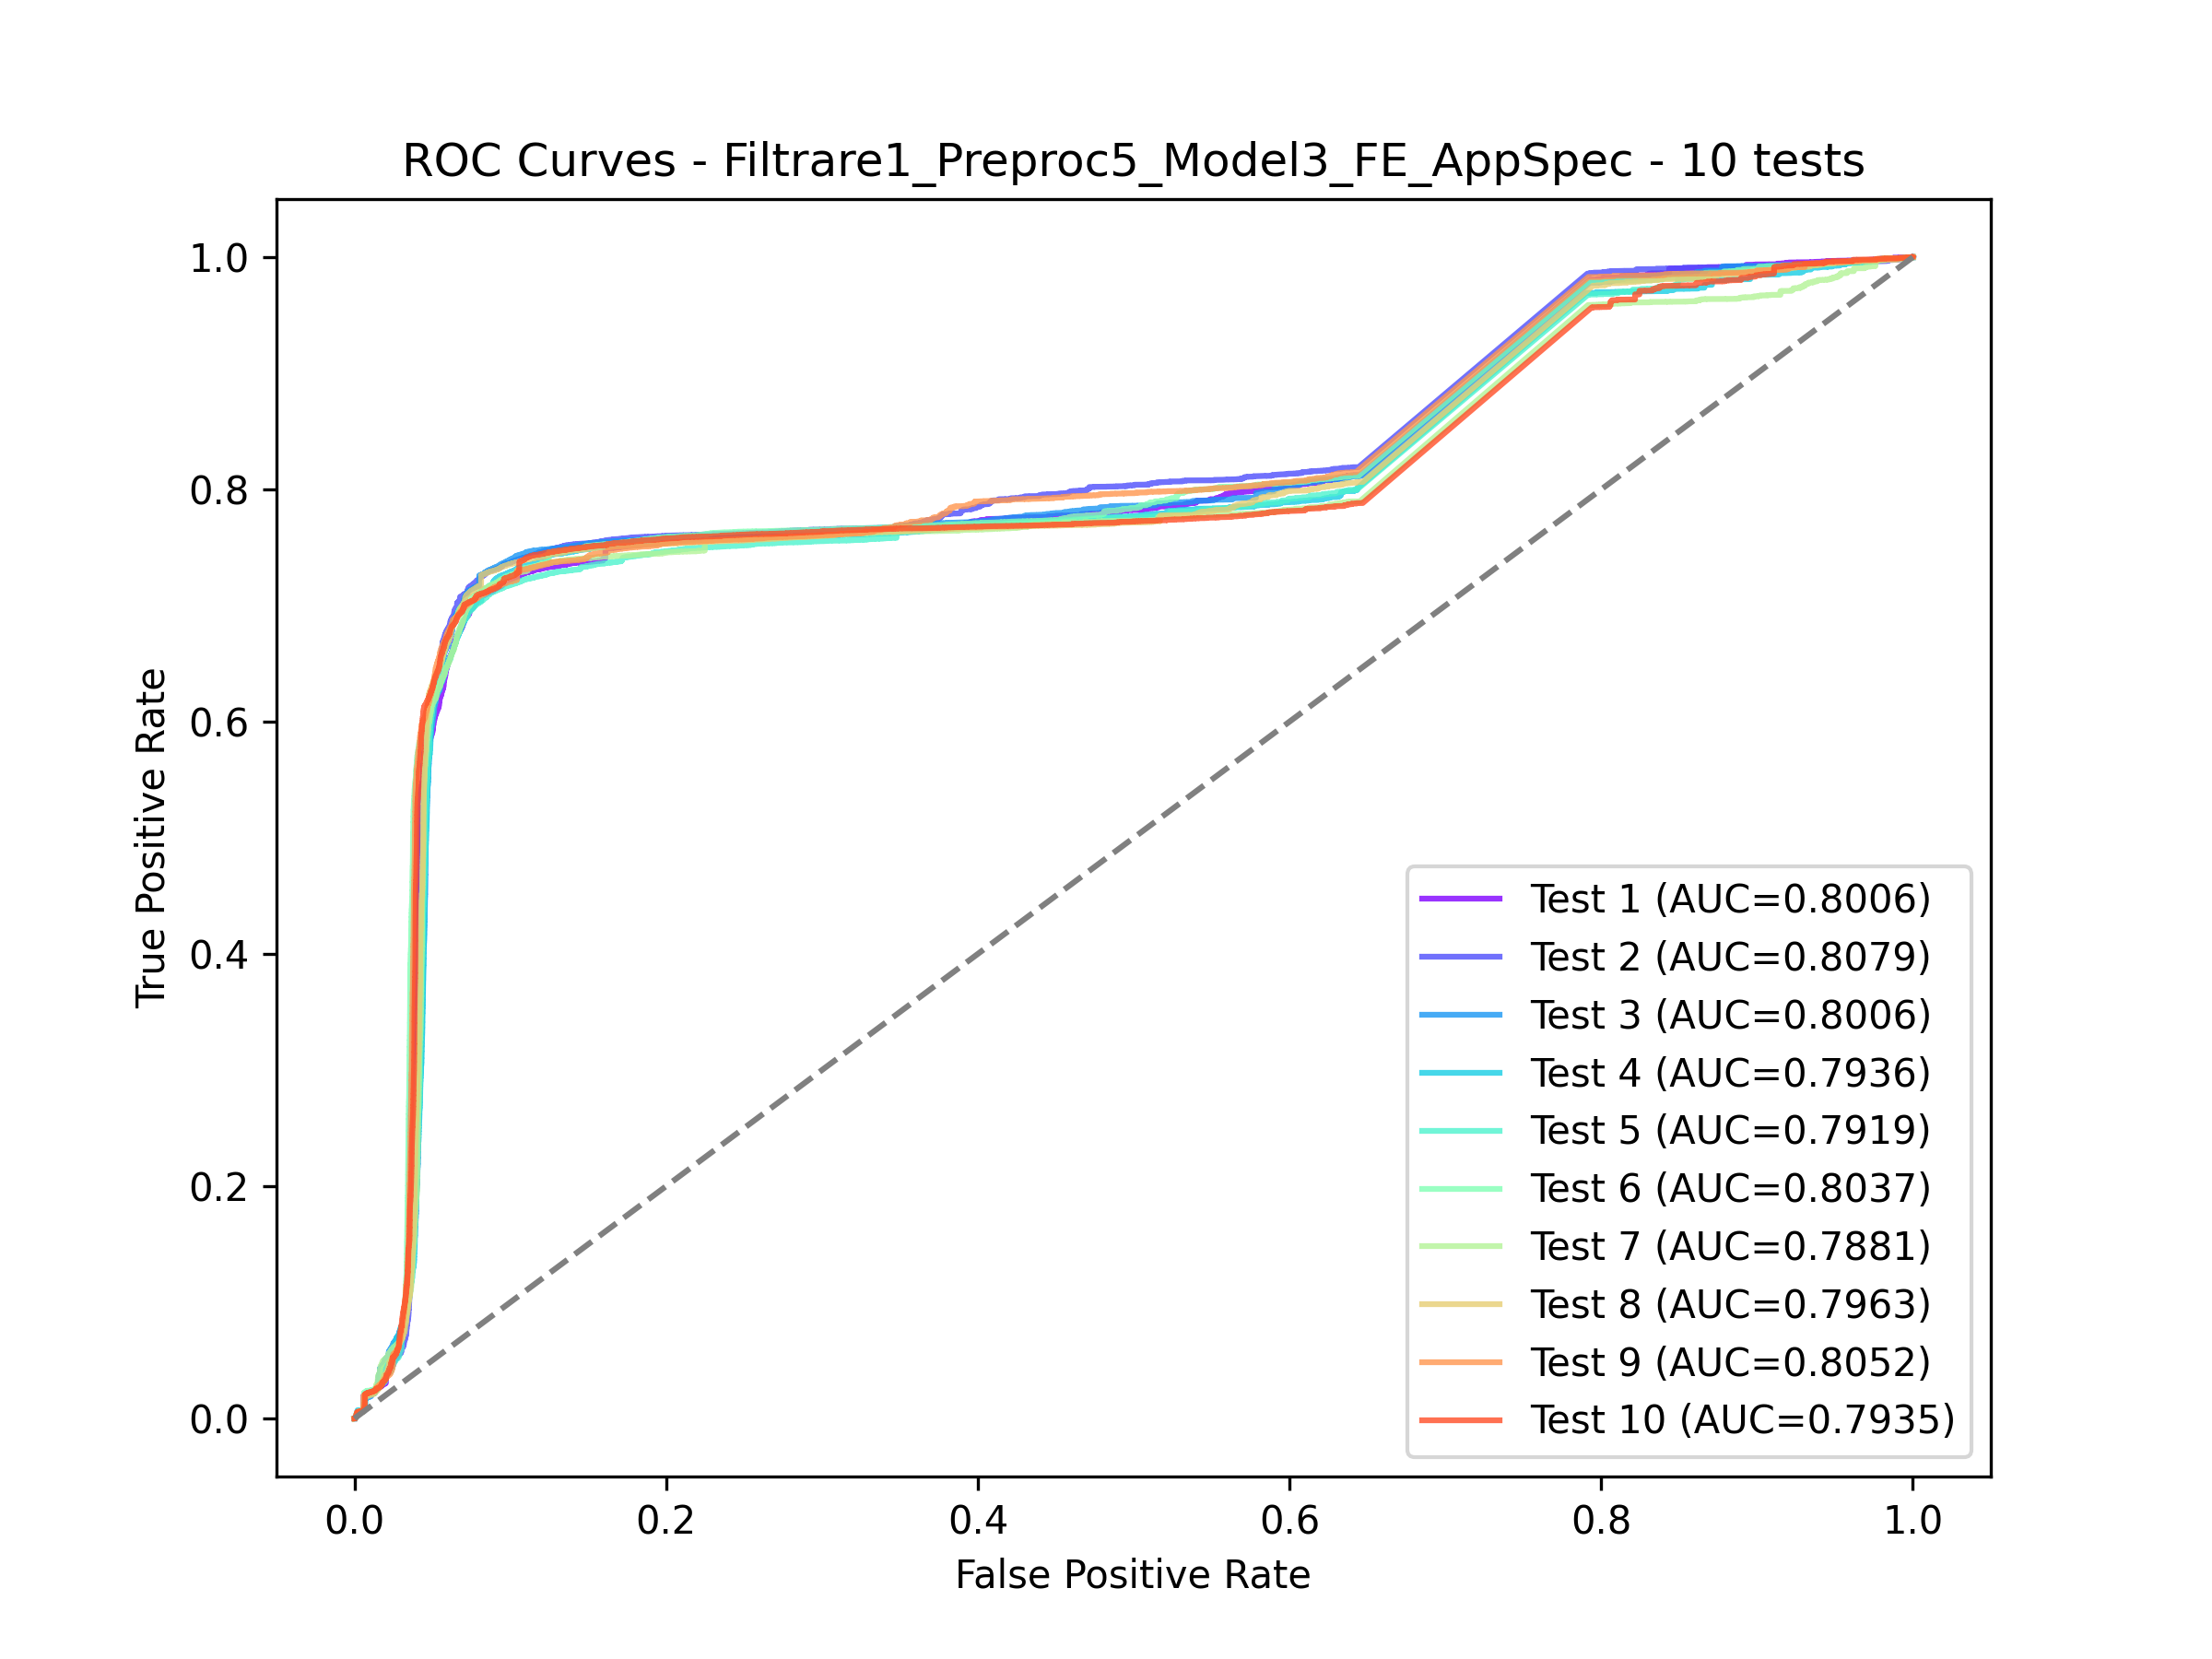 ROC Curves - Filtrare1_Preproc5_Model3_FE_AppSpec - 10 tests
1.0
0.8
0.6
0.4
0.2
0.0
True Positive Rate
0.0 0.2 0.4 0.6 0.8 1.0
False Positive Rate
Test 1 (AUC=0.8006)
Test 2 (AUC=0.8079)
Test 3 (AUC=0.8006)
Test 4 (AUC=0.7936)
Test 5 (AUC=0.7919)
Test 6 (AUC=0.8037)
Test 7 (AUC=0.7881)
Test 8 (AUC=0.7963)
Test 9 (AUC=0.8052)
Test 10 (AUC=0.7935)